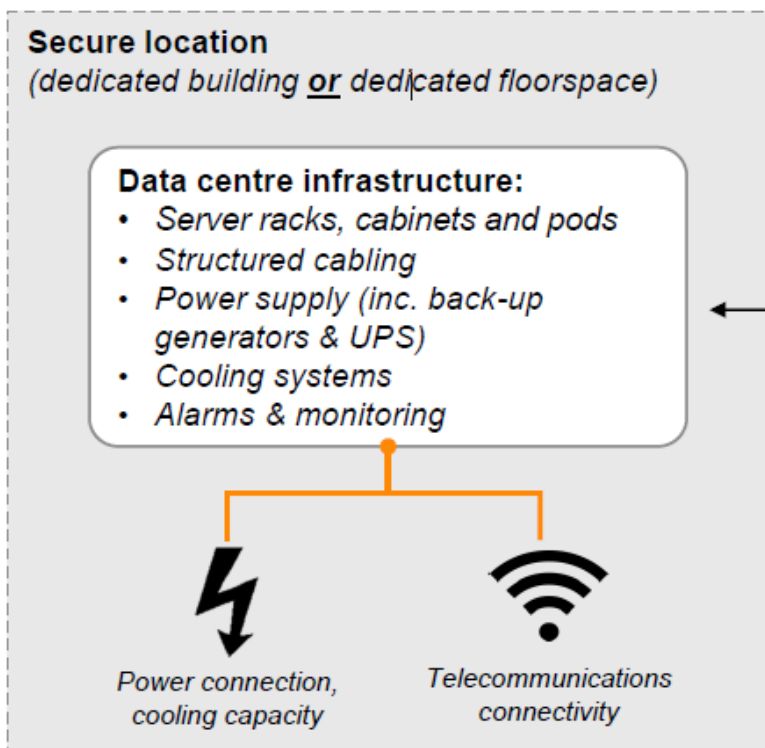 Secure location
(dedicated building or dedicated floorspace)
Data centre infrastructure:
• Server racks, cabinets and pods
• Structured cabling
• Power supply (inc. back-up
generators & UPS)
• Cooling systems
• Alarms & monitoring
Power connection,
cooling capacity
Telecommunications
connectivity